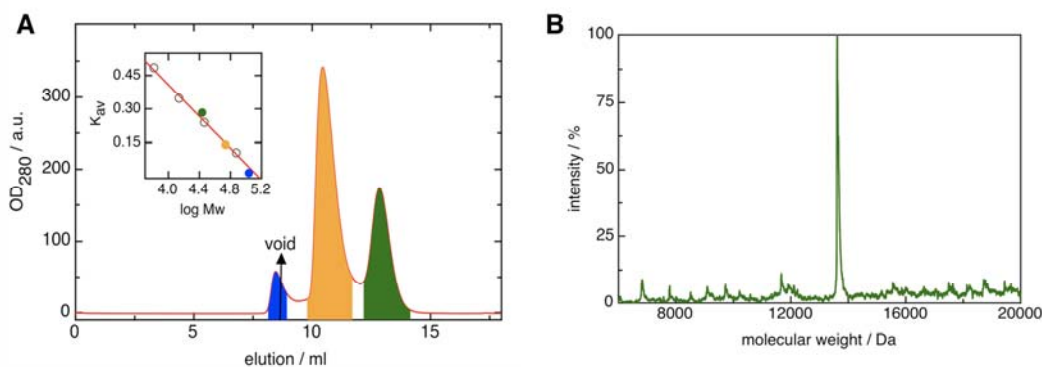 A
OD280 / a.u.
300
200
100
0
0
5
10
15
elution / ml
void
Kav
0.45
0.30
0.15
4.0
4.4
4.8
5.2
log Mw
B
intensity / %
100
75
50
25
0
8000
12000
16000
20000
molecular weight / Da